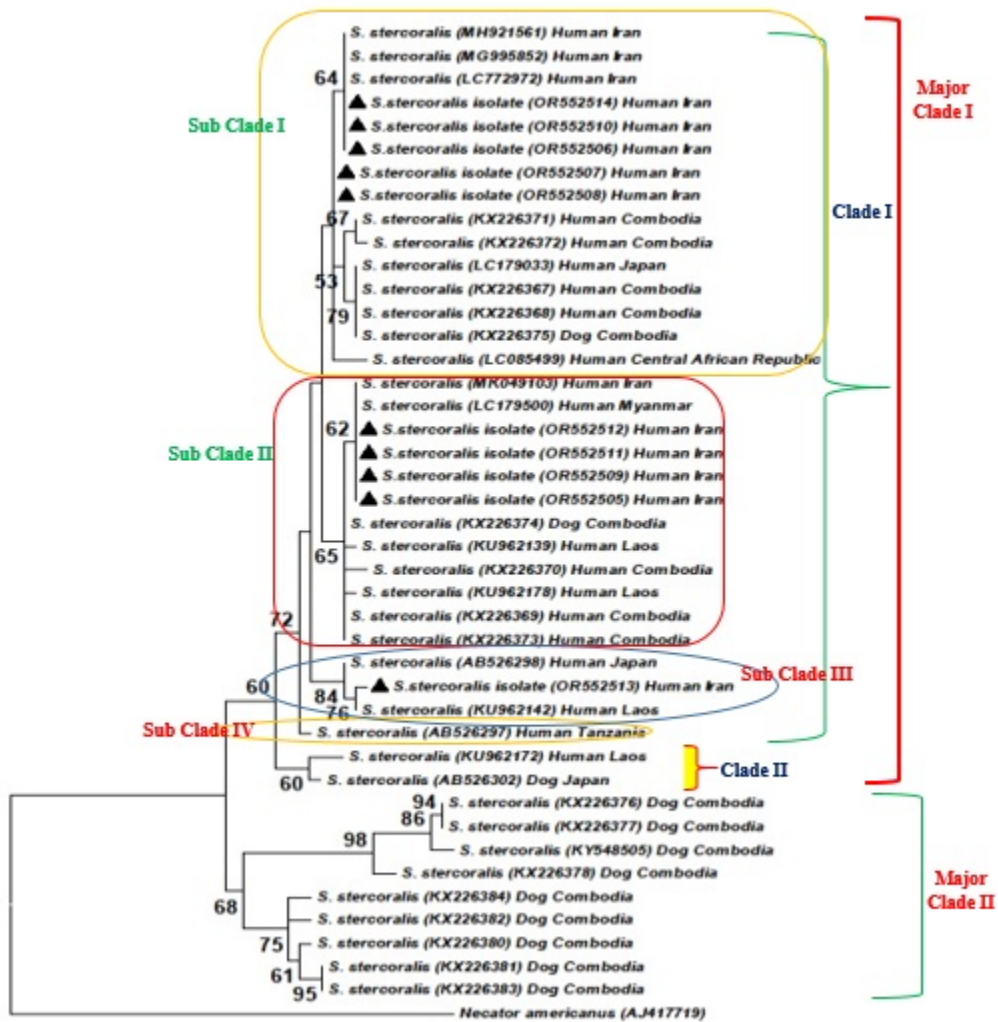 S. stercoralis (MH921561) Human Iran
S. stercoralis (MG995852) Human Iran
64
S. stercoralis (LC772972) Human Iran
Major
Clade I
S.stercoralis isolate (OR552514) Human Iran
Sub Clade I
S.stercoralis isolate (OR552510) Human Iran
S.stercoralis isolate (OR552506) Human Iran
S.stercoralis isolate (OR552507) Human Iran
S.stercoralis isolate (OR552508) Human Iran
67
S. stercoralis (KX226371) Human Combodia
Clade I
S. stercoralis (KX226372) Human Combodia
S. stercoralis (LC179033) Human Japan
53
S. stercoralis (KX226367) Human Combodia
79
S. stercoralis (KX226368) Human Combodia
S. stercoralis (KX226375) Dog Combodia
S. stercoralis (LC085499) Human Central African Republic
S. stercoralis (MK049103) Human Iran
S. stercoralis (LC179500) Human Myanmar
62
S.stercoralis isolate (OR552512) Human Iran
Sub Clade II
S.stercoralis isolate (OR552511) Human Iran
S.stercoralis isolate (OR552509) Human Iran
S.stercoralis isolate (OR552505) Human Iran
S. stercoralis (KX226374) Dog Combodia
65
S. stercoralis (KU962139) Human Laos
S. stercoralis (KX226370) Human Combodia
S. stercoralis (KU962178) Human Laos
72
S. stercoralis (KX226369) Human Combodia
S. stercoralis (KX226373) Human Combodia
S. stercoralis (AB526298) Human Japan
Sub Clade III
60
84
S.stercoralis isolate (OR552513) Human Iran
76
S. stercoralis (KU962142) Human Laos
Sub Clade IV
S. stercoralis (AB526297) Human Tanzania
S. stercoralis (KU962172) Human Laos
Clade II
60
S. stercoralis (AB526302) Dog Japan
94
S. stercoralis (KX226376) Dog Combodia
86
S. stercoralis (KX226377) Dog Combodia
98
S. stercoralis (KY548505) Dog Combodia
S. stercoralis (KX226378) Dog Combodia
Major
Clade II
68
S. stercoralis (KX226384) Dog Combodia
S. stercoralis (KX226382) Dog Combodia
75
S. stercoralis (KX226380) Dog Combodia
61
S. stercoralis (KX226381) Dog Combodia
95
S. stercoralis (KX226383) Dog Combodia
Necator americanus (AJ417719)